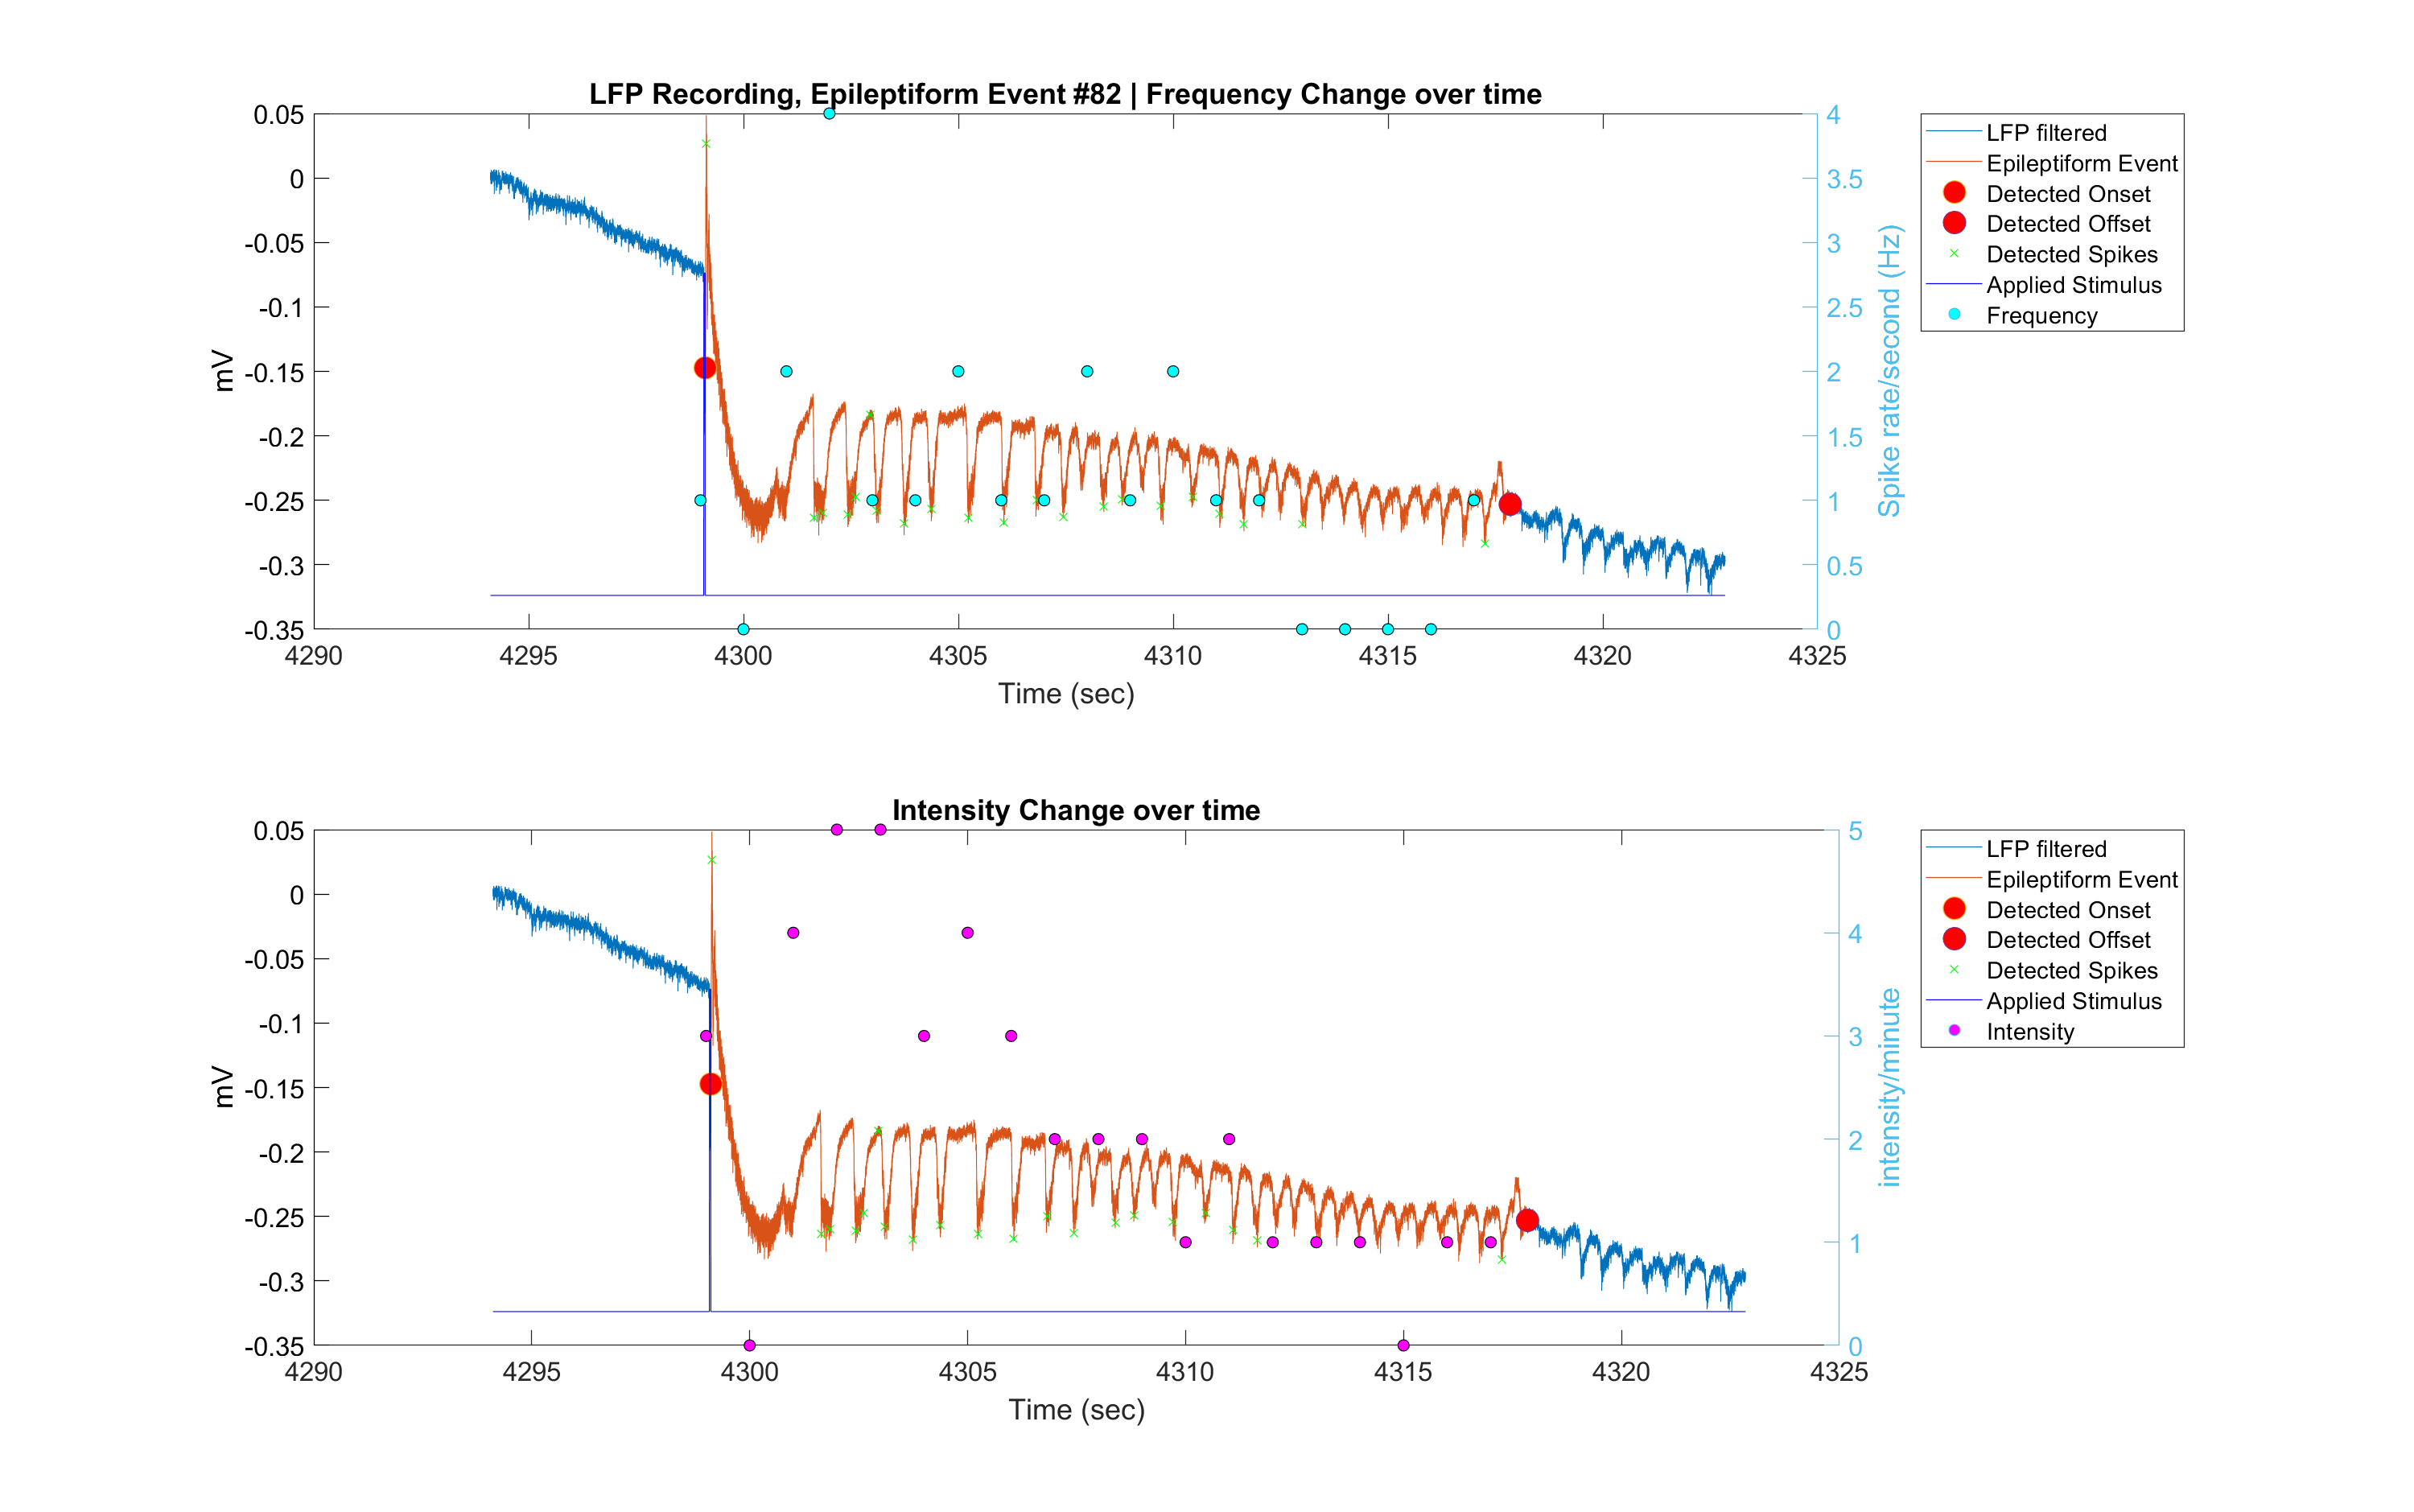 LFP Recording, Epileptiform Event #82 | Frequency Change over time
0.05
0
-0.05
-0.1
-0.15
-0.2
-0.25
-0.3
-0.35
mV
4290
4295
4300
4305
4310
4315
4320
4325
Time (sec)
4
3.5
3
2.5
2
1.5
1
0.5
0
Spike rate/second (Hz)
LFP filtered
Epileptiform Event
Detected Onset
Detected Offset
Detected Spikes
Applied Stimulus
Frequency
Intensity Change over time
0.05
0
-0.05
-0.1
-0.15
-0.2
-0.25
-0.3
-0.35
mV
4290
4295
4300
4305
4310
4315
4320
4325
Time (sec)
5
4
3
2
1
0
intensity/minute
LFP filtered
Epileptiform Event
Detected Onset
Detected Offset
Detected Spikes
Applied Stimulus
Intensity